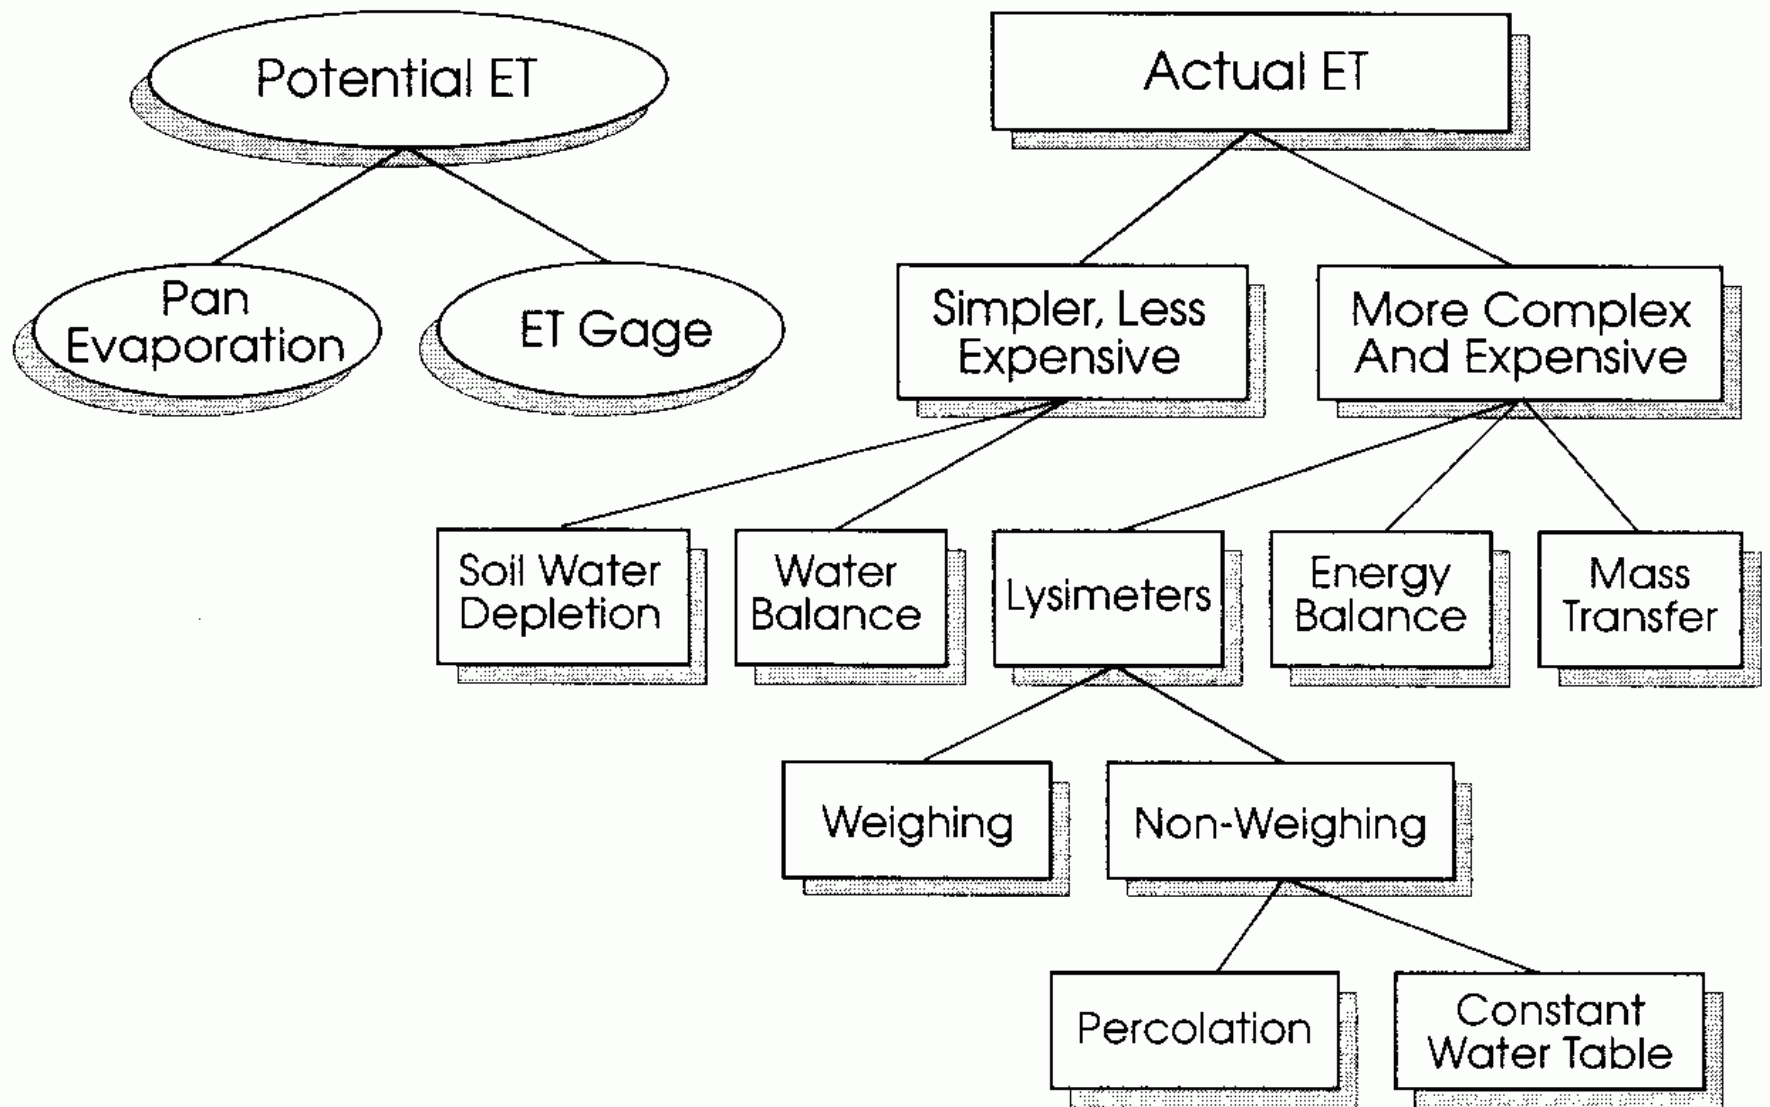 Potential ET
Actual ET
Pan
Evaporation
ET Gage
Simpler, Less
Expensive
More Complex
And Expensive
Soil Water
Depletion
Water
Balance
Lysimeters
Energy
Balance
Mass
Transfer
Weighing
Non-Weighing
Percolation
Constant
Water Table